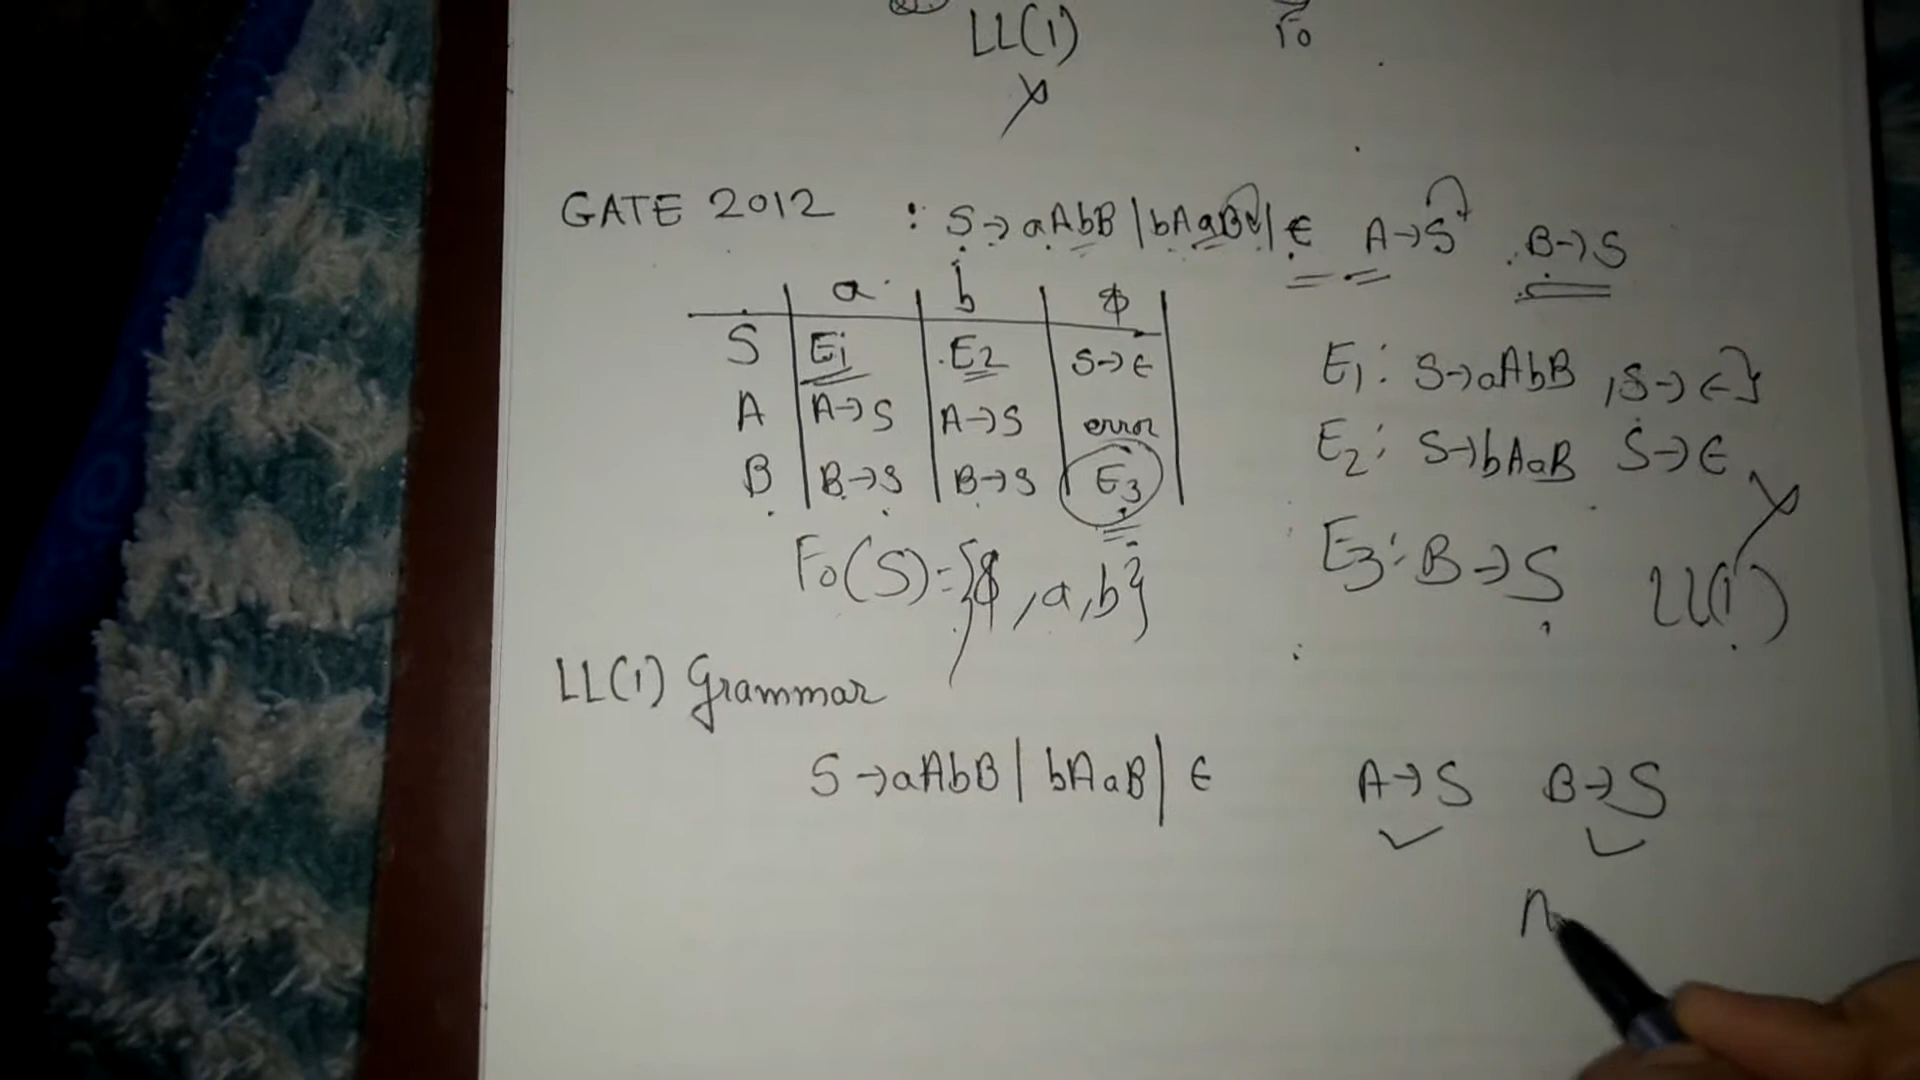 LL(1) Fo
GATE 2012 : S→aAbB | bAaB | ϵ A→S B→S
a b $
S E1 E2 S→ϵ
A A→S A→S error
B B→S B→S E3
E1: S→aAbB , S→ϵ}
E2: S→bAaB S→ϵ
E3: B→S LL(1)
Fo(S)={$, a, b}
LL(1) Grammar
S→aAbB | bAaB | ϵ A→S B→S